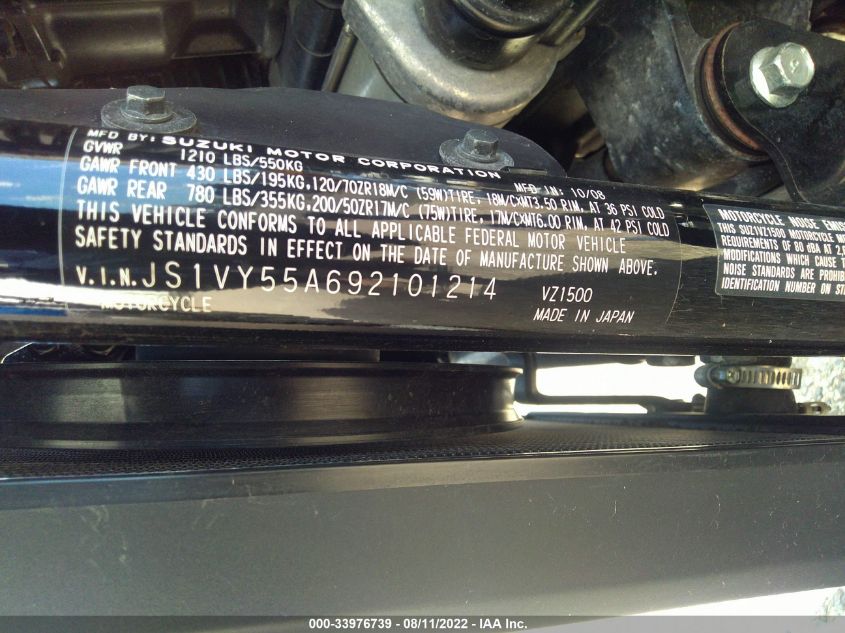 MFD BY: SUZUKI MOTOR CORPORATION
GVWR 1210 LBS/550KG MFD IN: 10/08
GAWR FRONT 430 LBS/195KG,120/70ZR18M/C (59W)TIRE, 18M/CXMT3.50 RIM, AT 36 PSI COLD
GAWR REAR 780 LBS/355KG,200/50ZR17M/C (75W)TIRE, 17M/CXMT6.00 RIM, AT 42 PSI COLD
THIS VEHICLE CONFORMS TO ALL APPLICABLE FEDERAL MOTOR VEHICLE
SAFETY STANDARDS IN EFFECT ON THE DATE OF MANUFACTURE SHOWN ABOVE.
V.I.N. JS1VY55A692101214 VZ1500
MOTORCYCLE MADE IN JAPAN
MOTORCYCLE NOISE EMISS
THIS SUZVZ1500 MOTORCYCLE
REQUIREMENTS OF 80 dBA AT
MODIFICATIONS WHICH
NOISE STANDARDS ARE PROHIB
IDENTIFICATION NUMBER ON
000-33976739 - 08/11/2022 - IAA Inc.